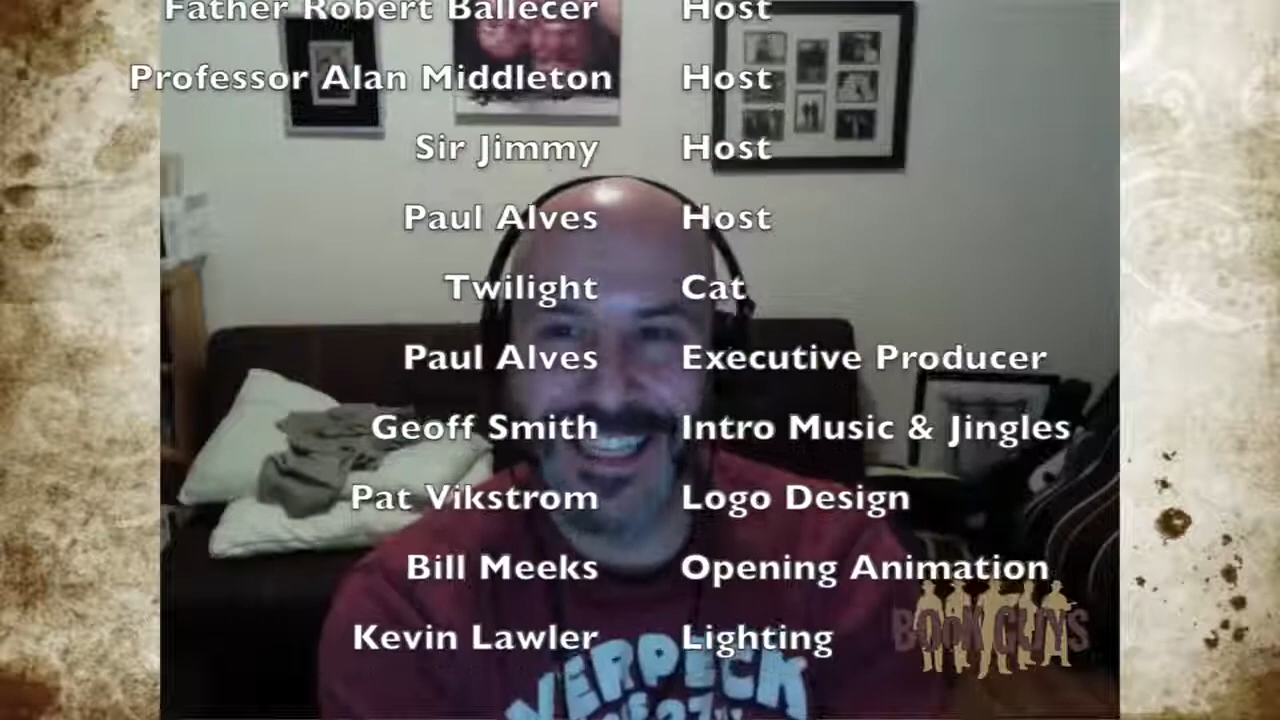 Father Robert Ballecer Host
Professor Alan Middleton Host
Sir Jimmy Host
Paul Alves Host
Twilight Cat
Paul Alves Executive Producer
Geoff Smith Intro Music & Jingles
Pat Vikstrom Logo Design
Bill Meeks Opening Animation
Kevin Lawler Lighting
BOOK GUYS
VERPECK